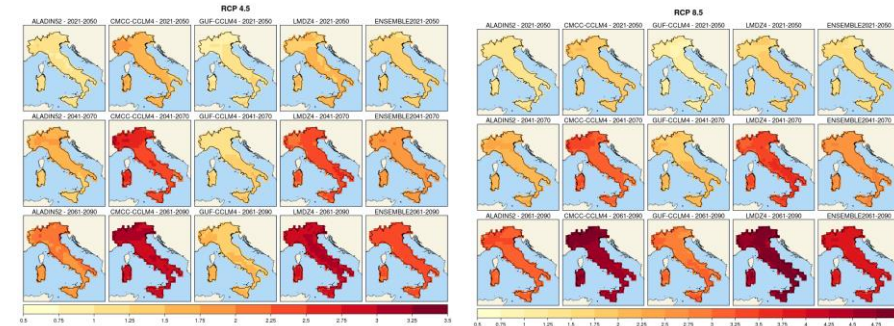 RCP 4.5
ALADIN52 - 2021-2050 CMCC-CCLM4 - 2021-2050 GUF-CCLM4 - 2021-2050 LMDZ4 - 2021-2050 ENSEMBLE2021-2050
ALADIN52 - 2041-2070 CMCC-CCLM4 - 2041-2070 GUF-CCLM4 - 2041-2070 LMDZ4 - 2041-2070 ENSEMBLE2041-2070
ALADIN52 - 2061-2090 CMCC-CCLM4 - 2061-2090 GUF-CCLM4 - 2061-2090 LMDZ4 - 2061-2090 ENSEMBLE2061-2090
0.5 0.75 1 1.25 1.5 1.75 2 2.25 2.5 2.75 3 3.25 3.5
RCP 8.5
ALADIN52 - 2021-2050 CMCC-CCLM4 - 2021-2050 GUF-CCLM4 - 2021-2050 LMDZ4 - 2021-2050 ENSEMBLE2021-2050
ALADIN52 - 2041-2070 CMCC-CCLM4 - 2041-2070 GUF-CCLM4 - 2041-2070 LMDZ4 - 2041-2070 ENSEMBLE2041-2070
ALADIN52 - 2061-2090 CMCC-CCLM4 - 2061-2090 GUF-CCLM4 - 2061-2090 LMDZ4 - 2061-2090 ENSEMBLE2061-2090
0.5 0.75 1 1.25 1.5 1.75 2 2.25 2.5 2.75 3 3.25 3.5 3.75 4 4.25 4.5 4.75